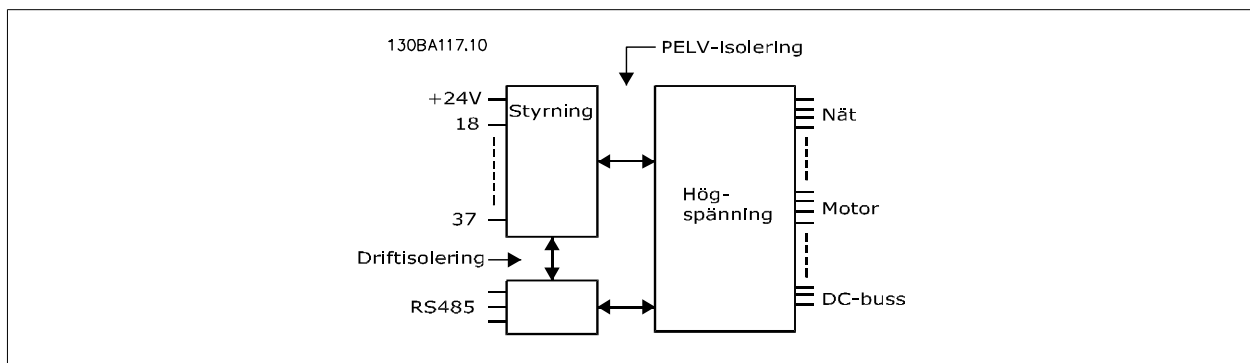 130BA117.10
PELV-isolering
+24V
Styrning
18
37
Nät
Hög-
spänning
Motor
Driftisolering
RS485
DC-buss